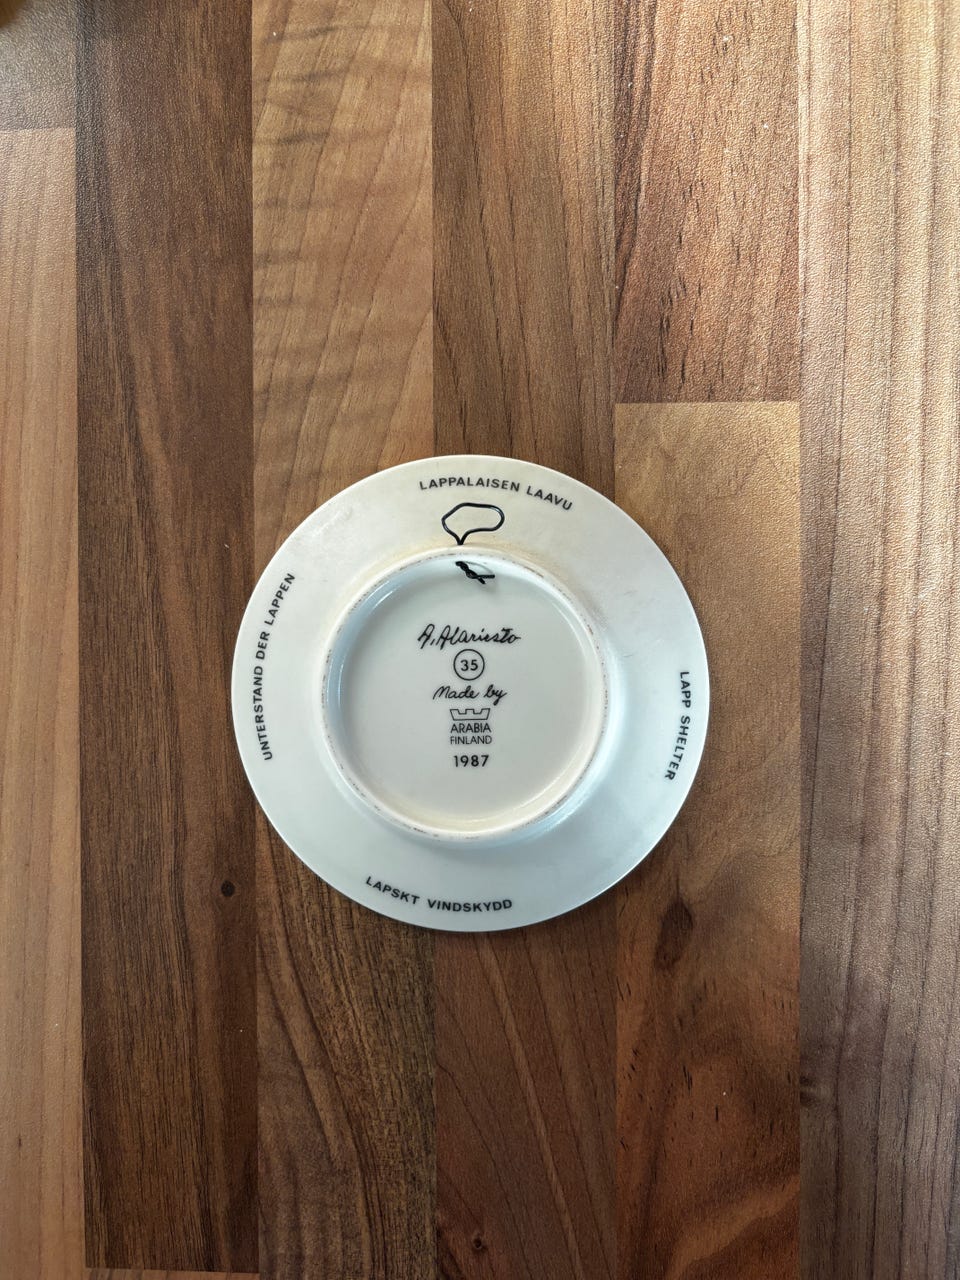 LAPPALAISEN LAAVU
LAPP SHELTER
LAPSKT VINDSKYDD
UNTERSTAND DER LAPPEN
A. Alariesto
35
Made by
ARABIA
FINLAND
1987